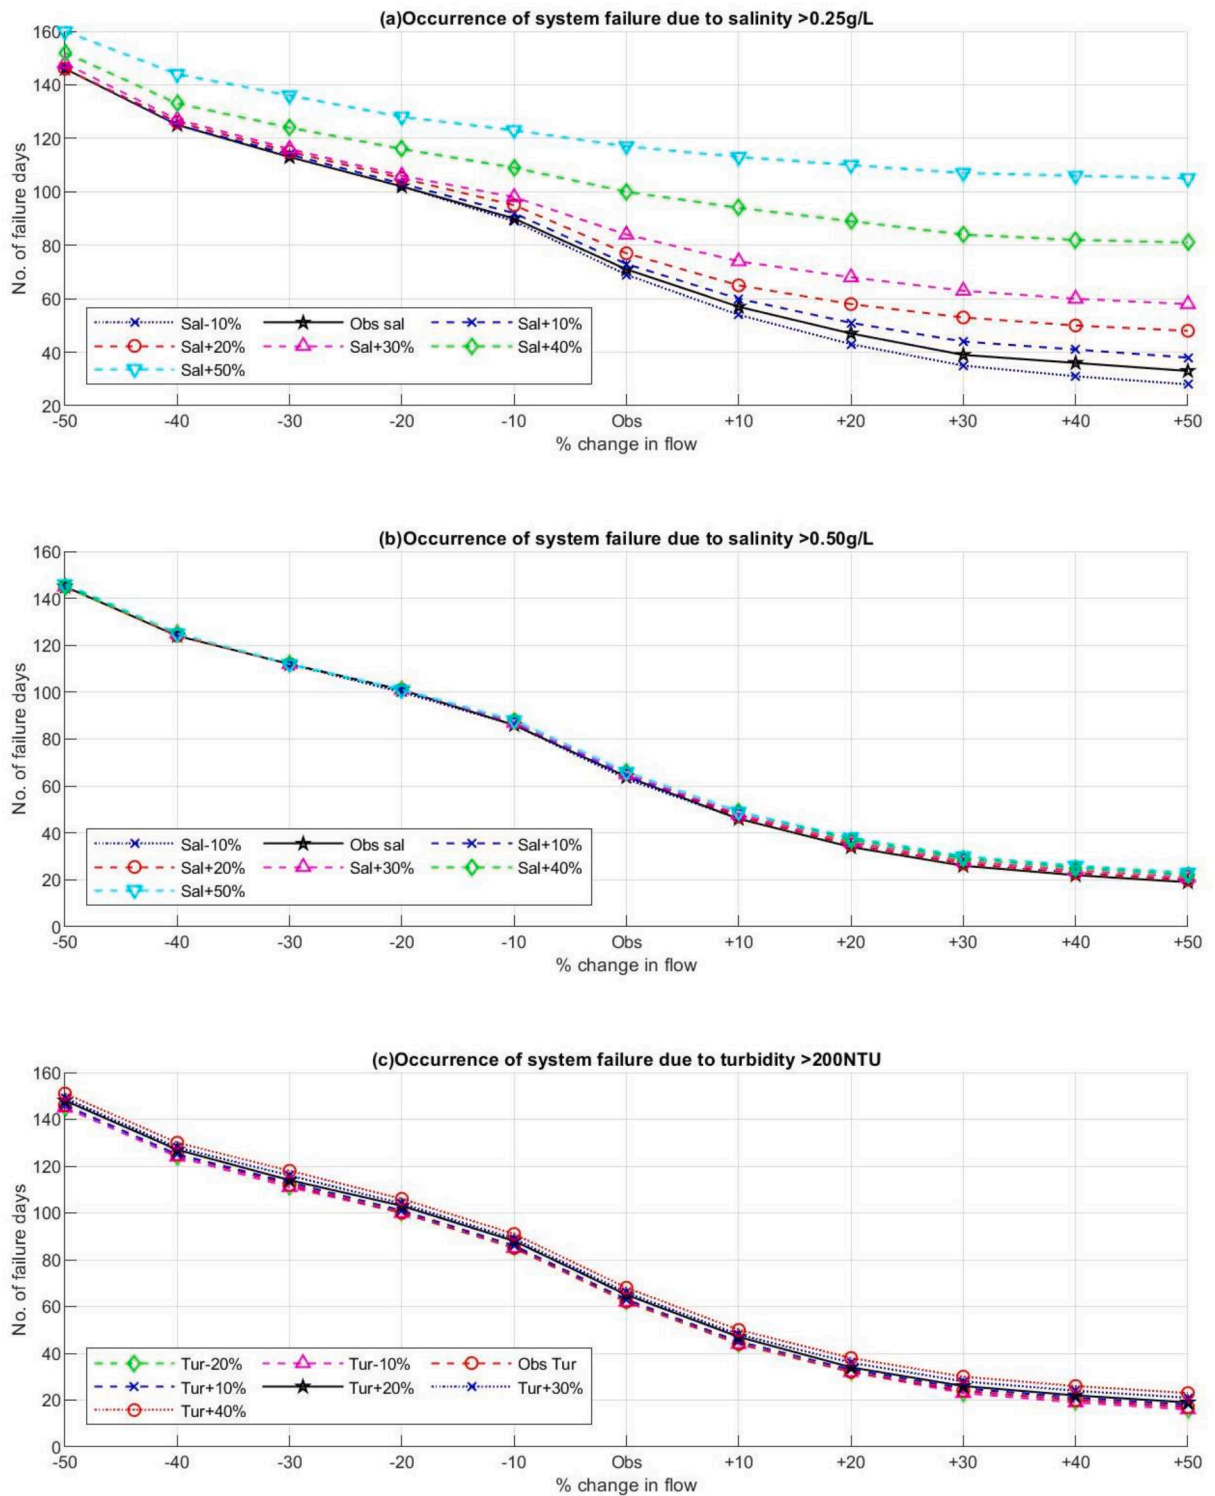 (a)Occurrence of system failure due to salinity >0.25g/L
No. of failure days
160
140
120
100
80
60
40
20
Sal-10% Obs sal Sal+10%
Sal+20% Sal+30% Sal+40%
Sal+50%
-50 -40 -30 -20 -10 Obs +10 +20 +30 +40 +50
% change in flow
(b)Occurrence of system failure due to salinity >0.50g/L
No. of failure days
160
140
120
100
80
60
40
20
0
Sal-10% Obs sal Sal+10%
Sal+20% Sal+30% Sal+40%
Sal+50%
-50 -40 -30 -20 -10 Obs +10 +20 +30 +40 +50
% change in flow
(c)Occurrence of system failure due to turbidity >200NTU
No. of failure days
160
140
120
100
80
60
40
20
0
Tur-20% Tur-10% Obs Tur
Tur+10% Tur+20% Tur+30%
Tur+40%
-50 -40 -30 -20 -10 Obs +10 +20 +30 +40 +50
% change in flow